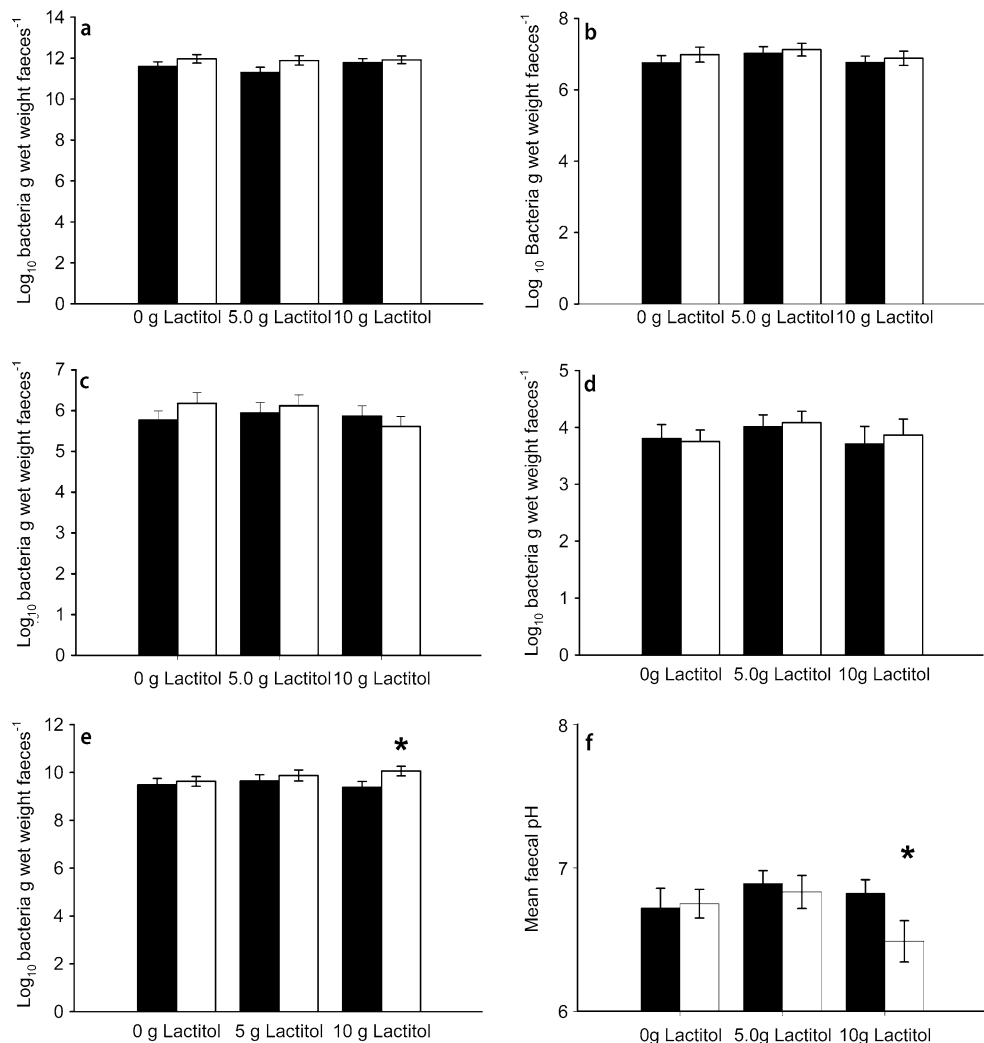 a
Log10 bacteria g wet weight faeces-1
14
12
10
8
6
4
2
0
0 g Lactitol 5.0 g Lactitol 10 g Lactitol
b
Log 10 Bacteria g wet weight faeces-1
8
6
4
2
0
0 g Lactitol 5.0 g Lactitol 10 g Lactitol
c
Log10 bacteria g wet weight faeces-1
7
6
5
4
3
2
1
0
0 g Lactitol 5.0 g Lactitol 10 g Lactitol
d
Log10 bacteria g wet weight faeces-1
5
4
3
2
1
0
0g Lactitol 5.0g Lactitol 10g Lactitol
e
Log10 bacteria g wet weight faeces-1
12
10
8
6
4
2
0
*
0 g Lactitol 5 g Lactitol 10 g Lactitol
f
Mean faecal pH
8
7
6
*
0g Lactitol 5.0g Lactitol 10g Lactitol